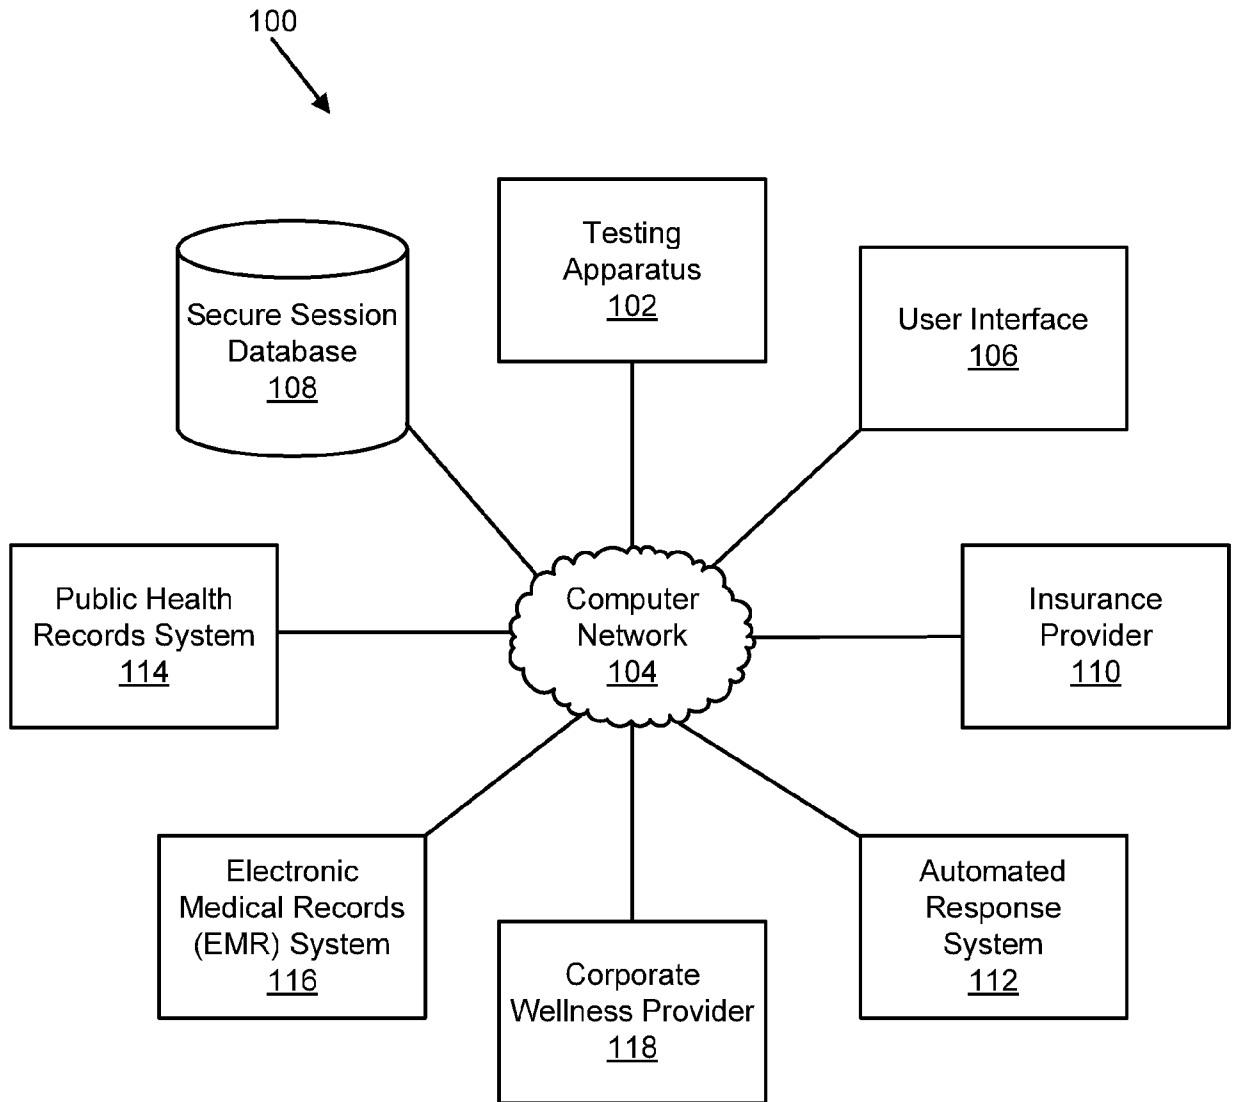 100
Testing
Apparatus
102
Secure Session
Database
108
User Interface
106
Public Health
Records System
114
Computer
Network
104
Insurance
Provider
110
Electronic
Medical Records
(EMR) System
116
Corporate
Wellness Provider
118
Automated
Response
System
112